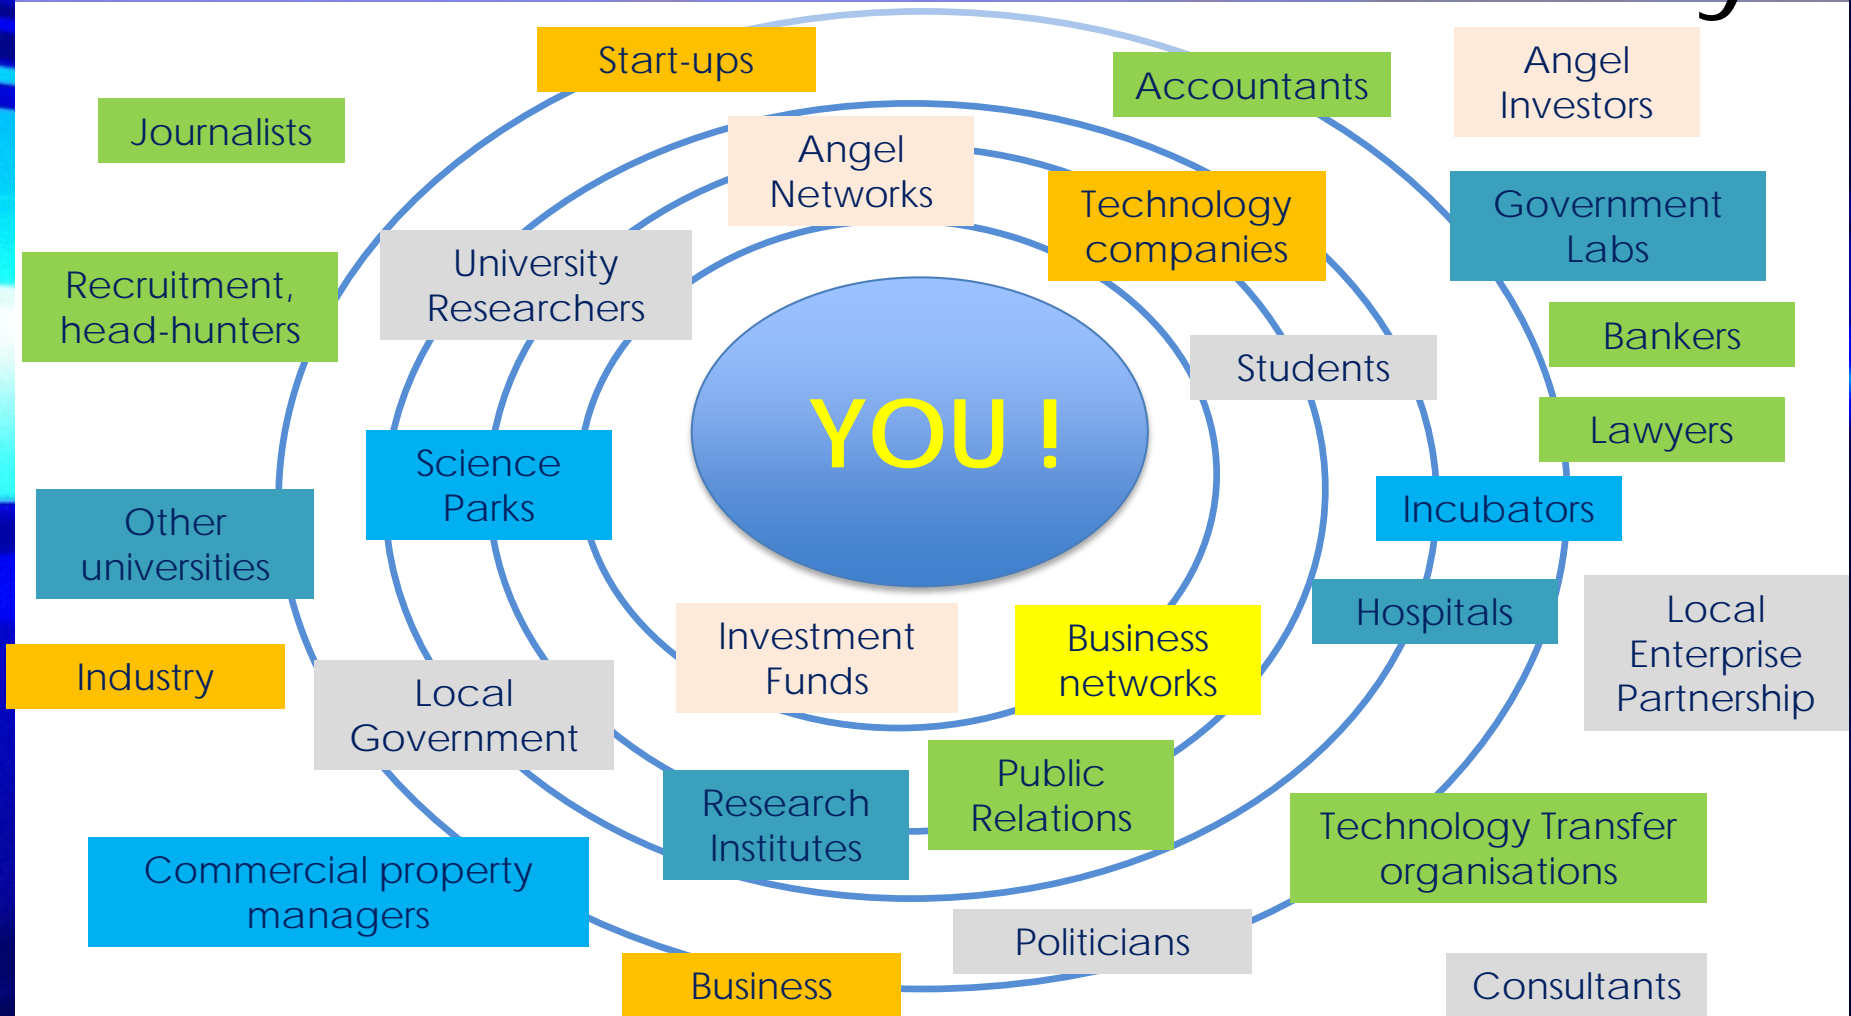 Start-ups
Accountants
Angel
Investors
Journalists
Angel
Networks
Technology
companies
Government
Labs
University
Researchers
Recruitment,
head-hunters
Bankers
Students
YOU !
Lawyers
Science
Parks
Incubators
Other
universities
Hospitals
Local
Enterprise
Partnership
Investment
Funds
Business
networks
Industry
Local
Government
Public
Relations
Research
Institutes
Technology Transfer
organisations
Commercial property
managers
Politicians
Business
Consultants